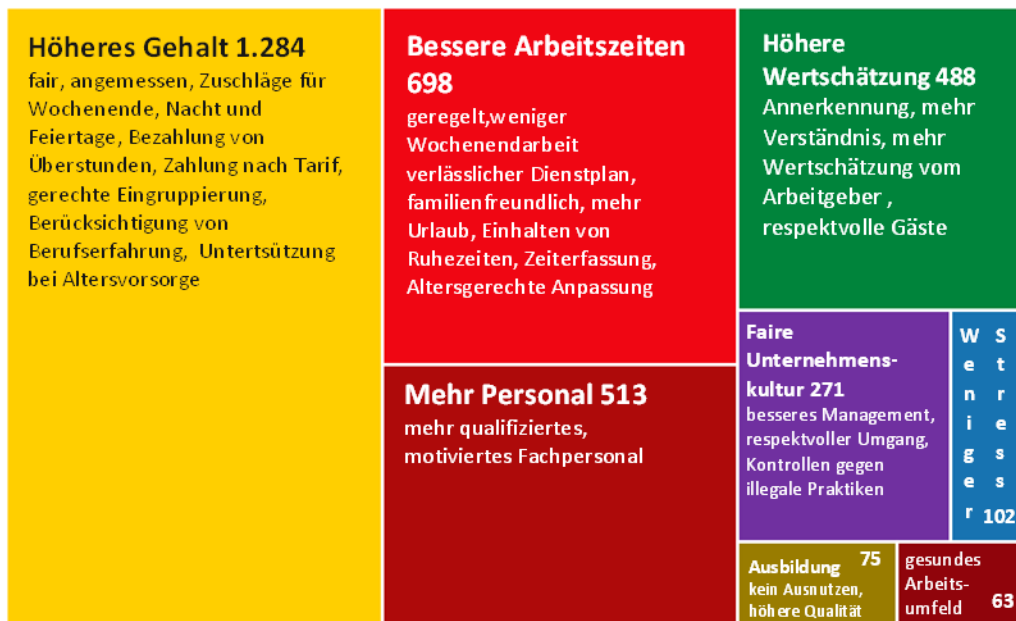 Höheres Gehalt 1.284
fair, angemessen, Zuschläge für
Wochenende, Nacht und
Feiertage, Bezahlung von
Überstunden, Zahlung nach Tarif,
gerechte Eingruppierung,
Berücksichtigung von
Berufserfahrung, Untertsützung
bei Altersvorsorge
Bessere Arbeitszeiten
698
geregelt,weniger
Wochenendarbeit
verlässlicher Dienstplan,
familienfreundlich, mehr
Urlaub, Einhalten von
Ruhezeiten, Zeiterfassung,
Altersgerechte Anpassung
Mehr Personal 513
mehr qualifiziertes,
motiviertes Fachpersonal
Höhere
Wertschätzung 488
Annerkennung, mehr
Verständnis, mehr
Wertschätzung vom
Arbeitgeber ,
respektvolle Gäste
Faire
Unternehmens-
kultur 271
besseres Management,
respektvoller Umgang,
Kontrollen gegen
illegale Praktiken
Weniger
Stress
102
Ausbildung 75
kein Ausnutzen,
höhere Qualität
gesundes
Arbeits-
umfeld 63